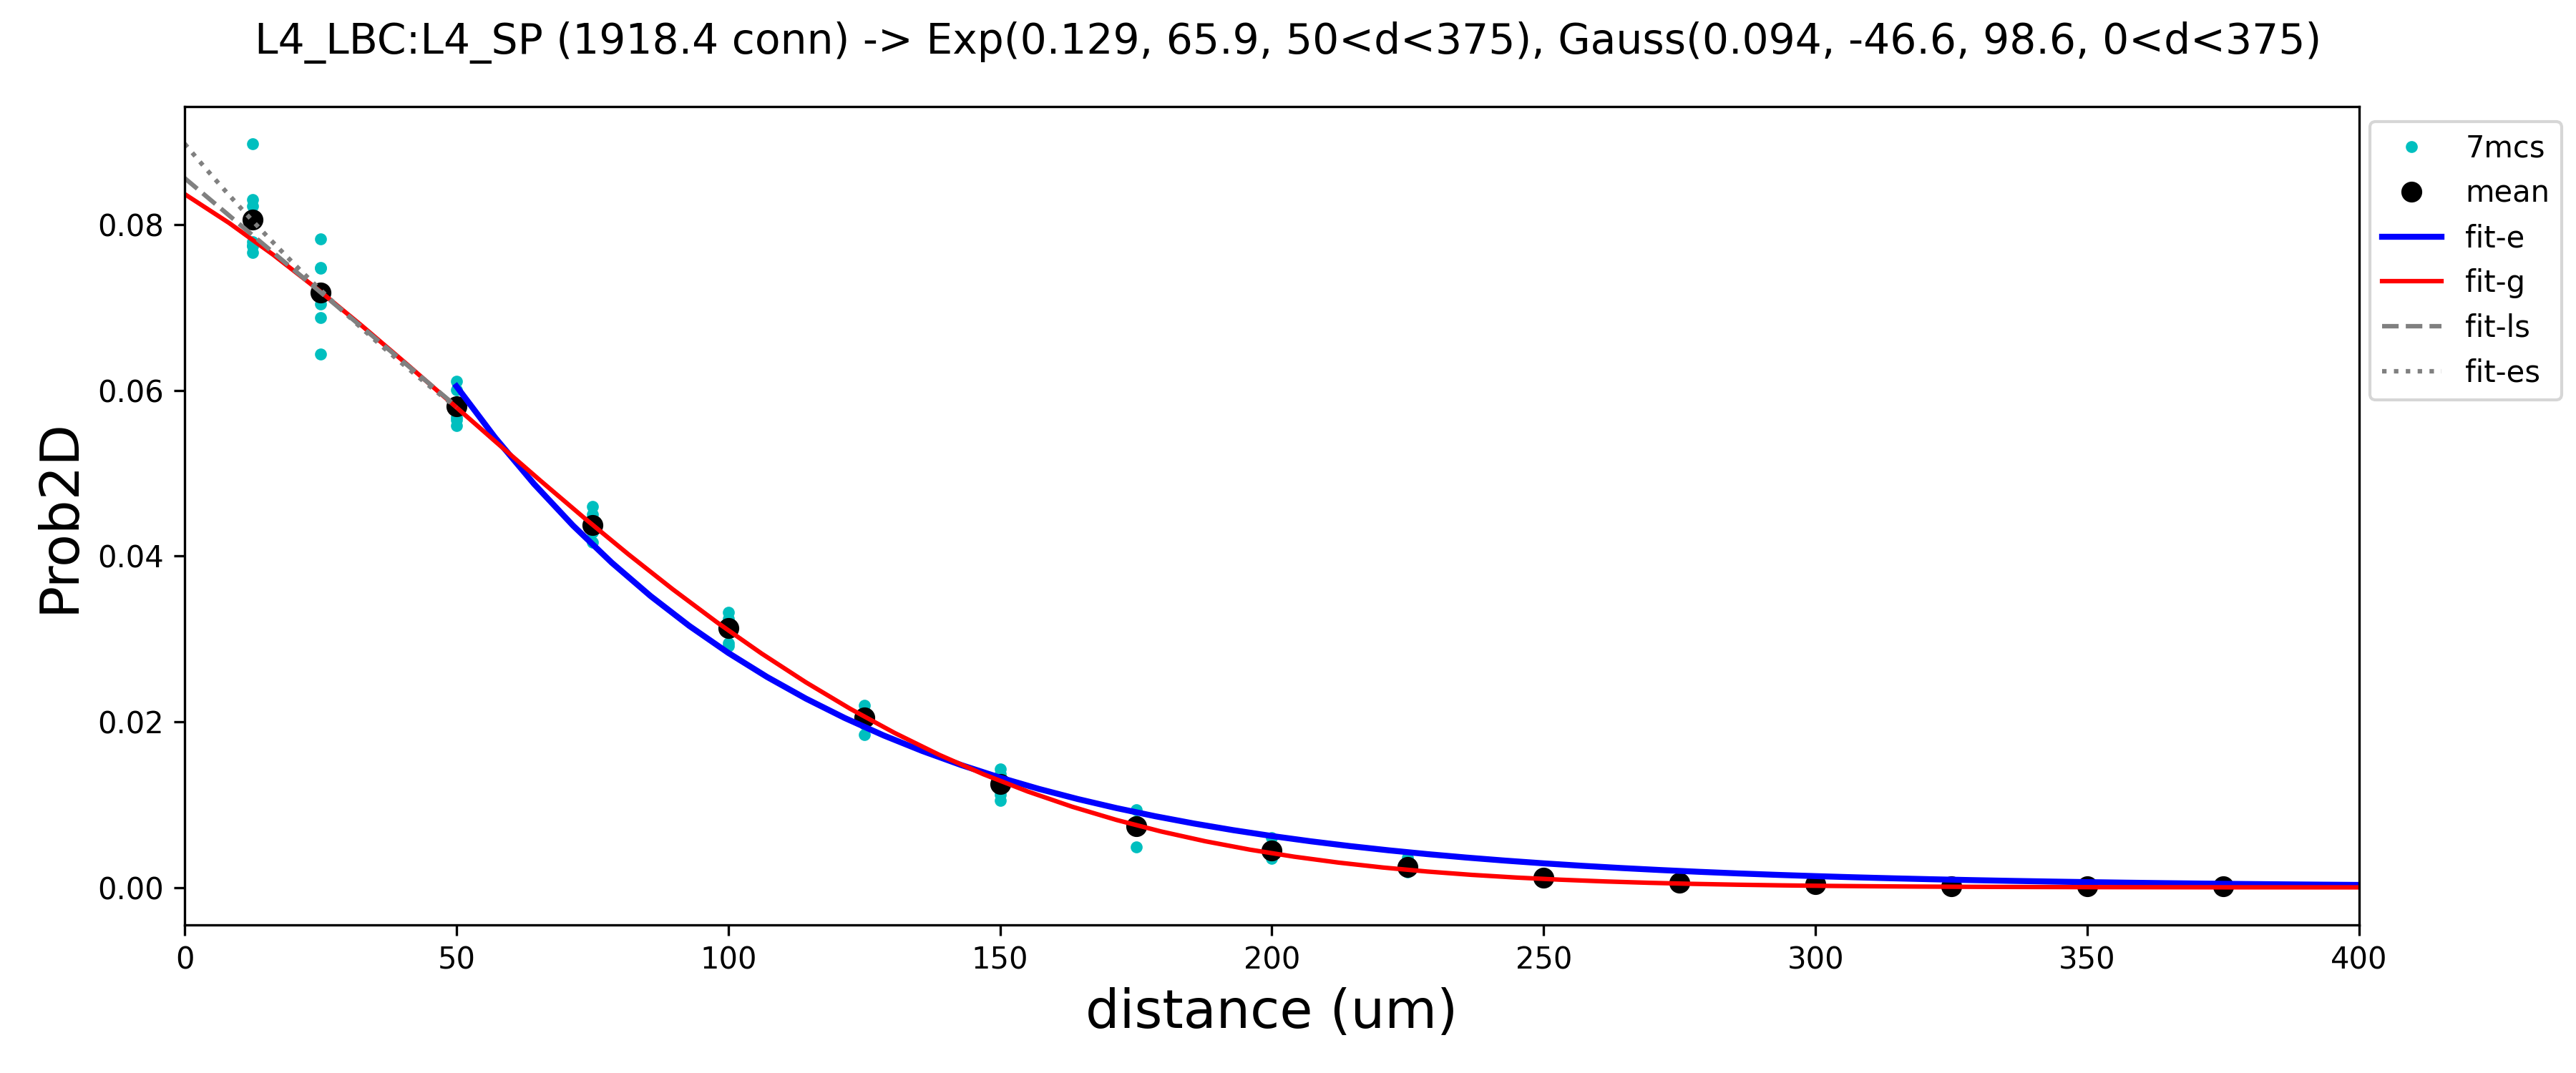 L4_LBC:L4_SP (1918.4 conn) -> Exp(0.129, 65.9, 50<d<375), Gauss(0.094, -46.6, 98.6, 0<d<375)
7mcs
mean
fit-e
fit-g
fit-ls
fit-es
Prob2D
0.08
0.06
0.04
0.02
0.00
0 50 100 150 200 250 300 350 400
distance (um)